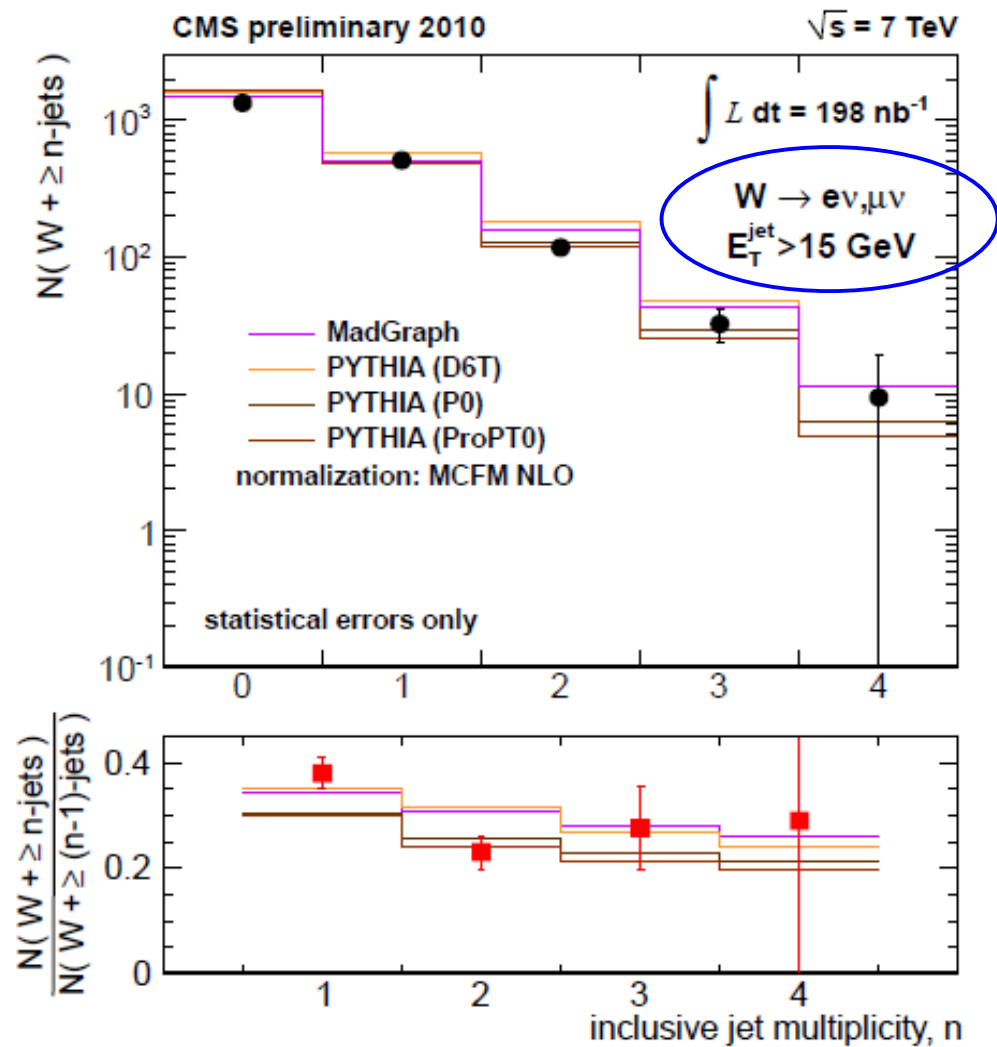 CMS preliminary 2010
√s = 7 TeV
N( W + ≥ n-jets )
10³
10²
10
1
10⁻¹
∫ L dt = 198 nb⁻¹
W → eν,μν
E_T^jet >15 GeV
MadGraph
PYTHIA (D6T)
PYTHIA (P0)
PYTHIA (ProPT0)
normalization: MCFM NLO
statistical errors only
0 1 2 3 4
N( W + ≥ n-jets )
N( W + ≥ (n-1)-jets )
0.4
0.2
0
1 2 3 4
inclusive jet multiplicity, n